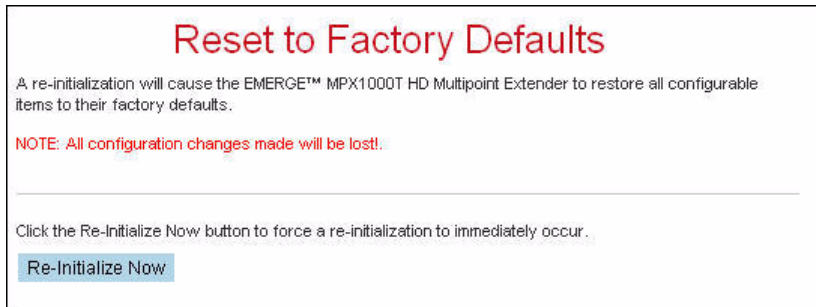 Reset to Factory Defaults
A re-initialization will cause the EMERGE™ MPX1000T HD Multipoint Extender to restore all configurable
items to their factory defaults.
NOTE: All configuration changes made will be lost!.
Click the Re-Initialize Now button to force a re-initialization to immediately occur.
Re-Initialize Now